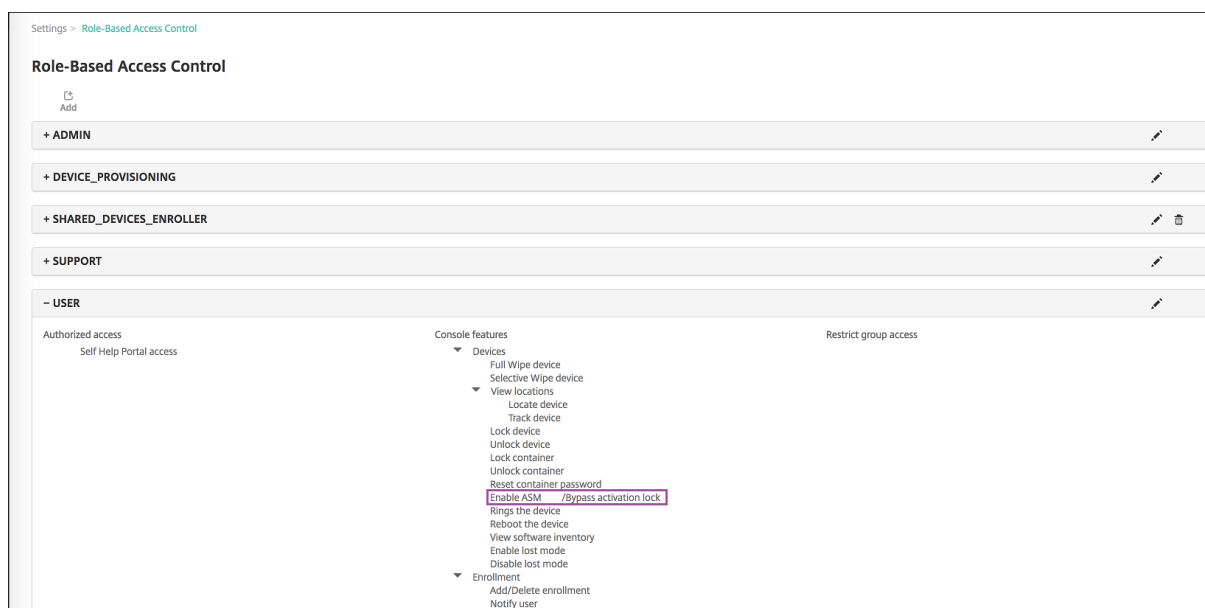 Settings > Role-Based Access Control
Role-Based Access Control
Add
+ ADMIN
+ DEVICE_PROVISIONING
+ SHARED_DEVICES_ENROLLER
+ SUPPORT
– USER
Authorized access Console features Restrict group access
Self Help Portal access Devices
Full Wipe device
Selective Wipe device
View locations
Locate device
Track device
Lock device
Unlock device
Lock container
Unlock container
Reset container password
Enable ASM /Bypass activation lock
Rings the device
Reboot the device
View software inventory
Enable lost mode
Disable lost mode
Enrollment
Add/Delete enrollment
Notify user